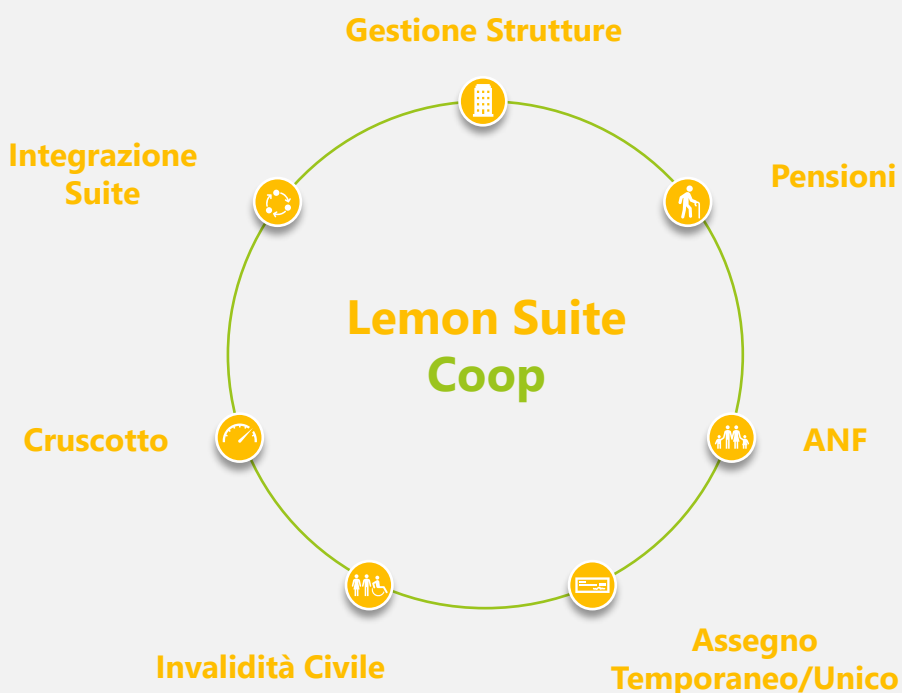 Gestione Strutture
Integrazione
Suite
Pensioni
Lemon Suite
Coop
Cruscotto
ANF
Invalidità Civile
Assegno
Temporaneo/Unico